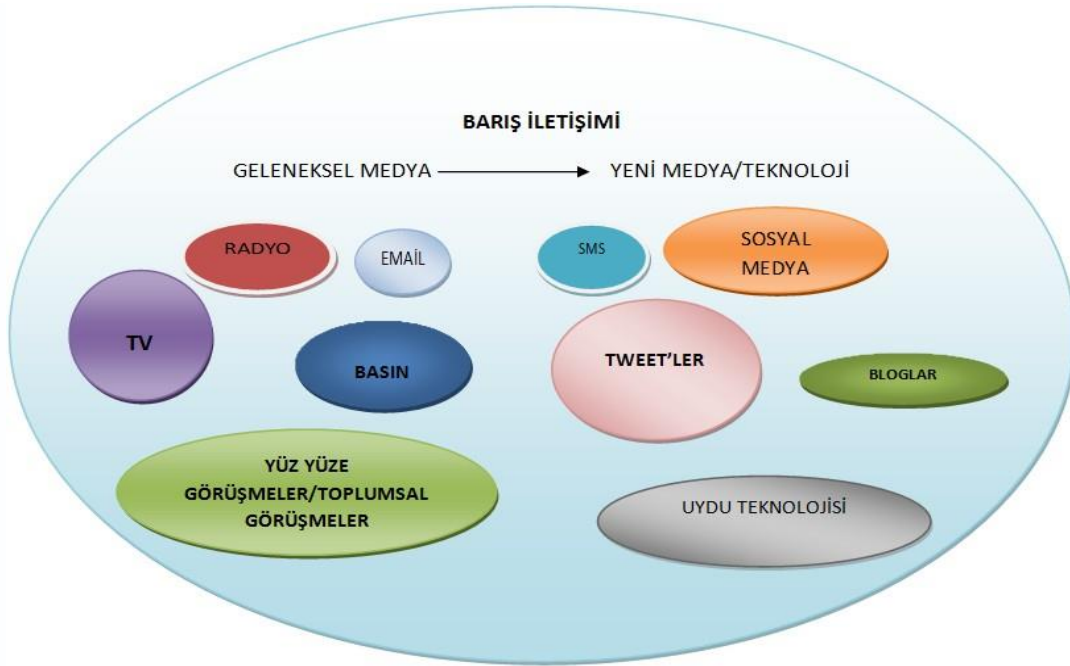 BARIŞ İLETİŞİMİ
GELENEKSEL MEDYA
YENİ MEDYA/TEKNOLOJİ
RADYO
EMAİL
SMS
SOSYAL
MEDYA
TV
BASIN
TWEET’LER
BLOGLAR
YÜZ YÜZE
GÖRÜŞMELER/TOPLUMSAL
GÖRÜŞMELER
UYDU TEKNOLOJİSİ